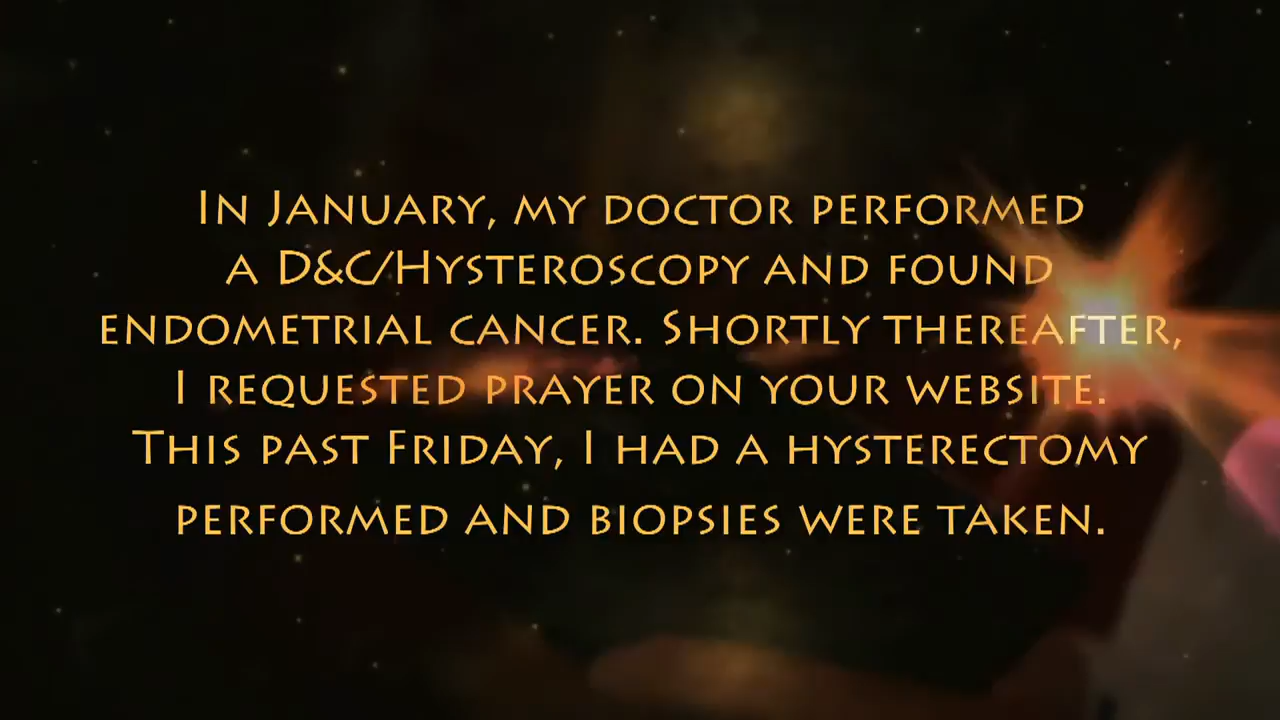 In January, my doctor performed
a D&C/Hysteroscopy and found
endometrial cancer. Shortly thereafter,
I requested prayer on your website.
This past Friday, I had a hysterectomy
performed and biopsies were taken.